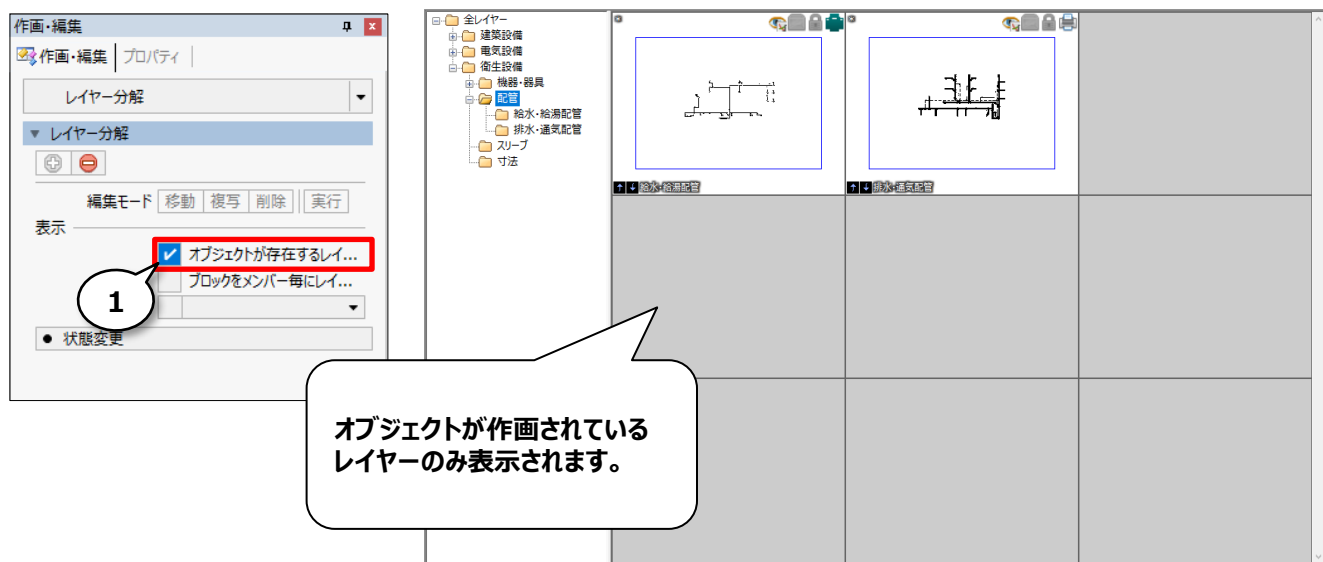 作画・編集
作画・編集 プロパティ
レイヤー分解
レイヤー分解
編集モード 移動 複写 削除 実行
表示
オブジェクトが存在するレイ...
ブロックをメンバー毎にレイ...
1
状態変更
全レイヤー
建築設備
電気設備
衛生設備
機器・器具
配管
給水・給湯配管
排水・通気配管
スリーブ
寸法
給水・給湯配管
排水・通気配管
オブジェクトが作画されている
レイヤーのみ表示されます。